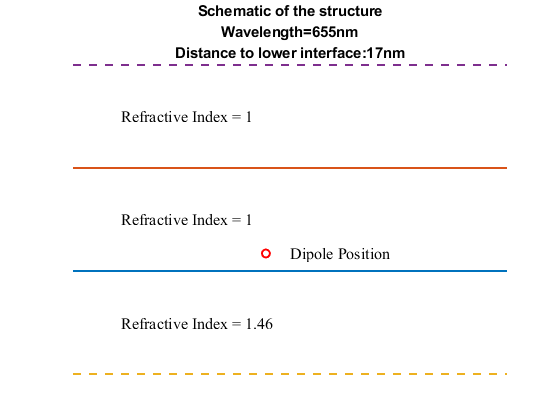 Schematic of the structure
Wavelength=655nm
Distance to lower interface:17nm
Refractive Index = 1
Refractive Index = 1
Dipole Position
Refractive Index = 1.46